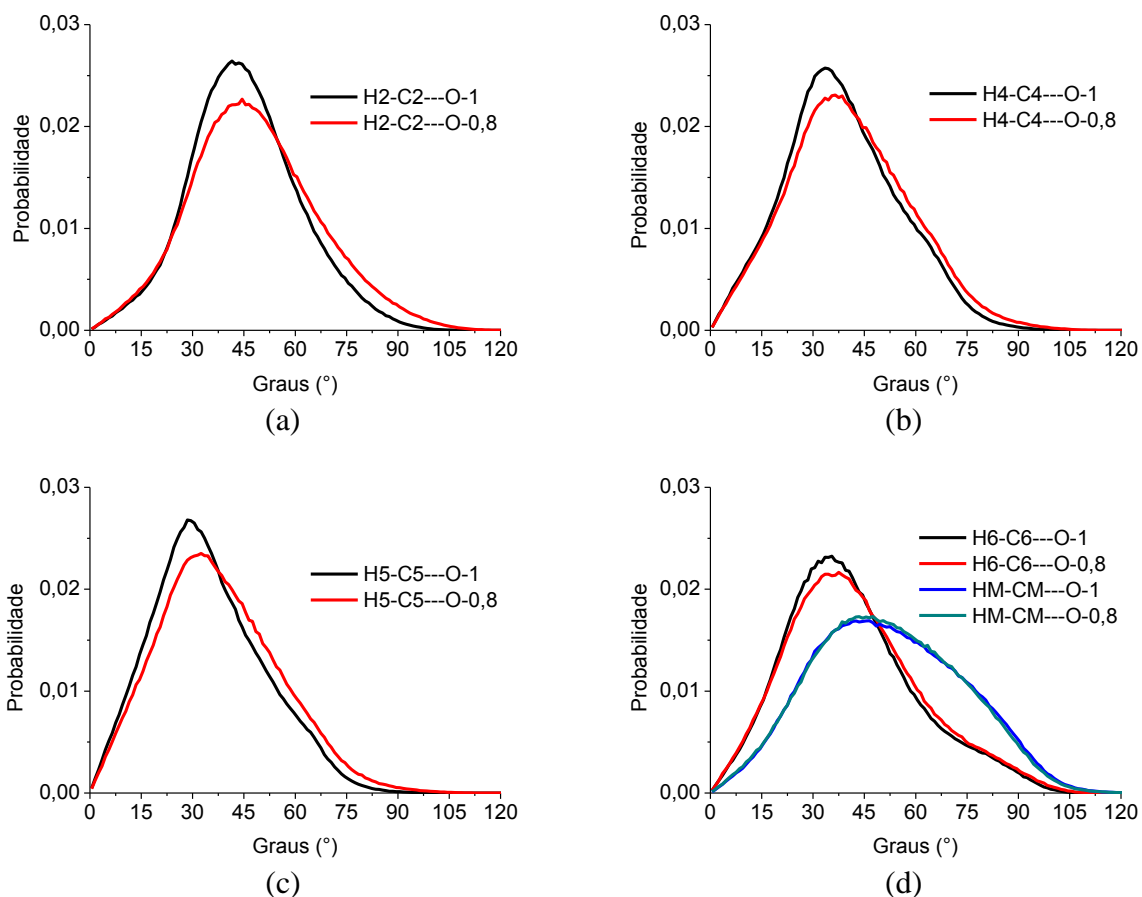 0,03
0,02
0,01
0,00
Probabilidade
H2-C2---O-1
H2-C2---O-0,8
0 15 30 45 60 75 90 105 120
Graus (°)
(a)
0,03
0,02
0,01
0,00
Probabilidade
H4-C4---O-1
H4-C4---O-0,8
0 15 30 45 60 75 90 105 120
Graus (°)
(b)
0,03
0,02
0,01
0,00
Probabilidade
H5-C5---O-1
H5-C5---O-0,8
0 15 30 45 60 75 90 105 120
Graus (°)
(c)
0,03
0,02
0,01
0,00
Probabilidade
H6-C6---O-1
H6-C6---O-0,8
HM-CM---O-1
HM-CM---O-0,8
0 15 30 45 60 75 90 105 120
Graus (°)
(d)